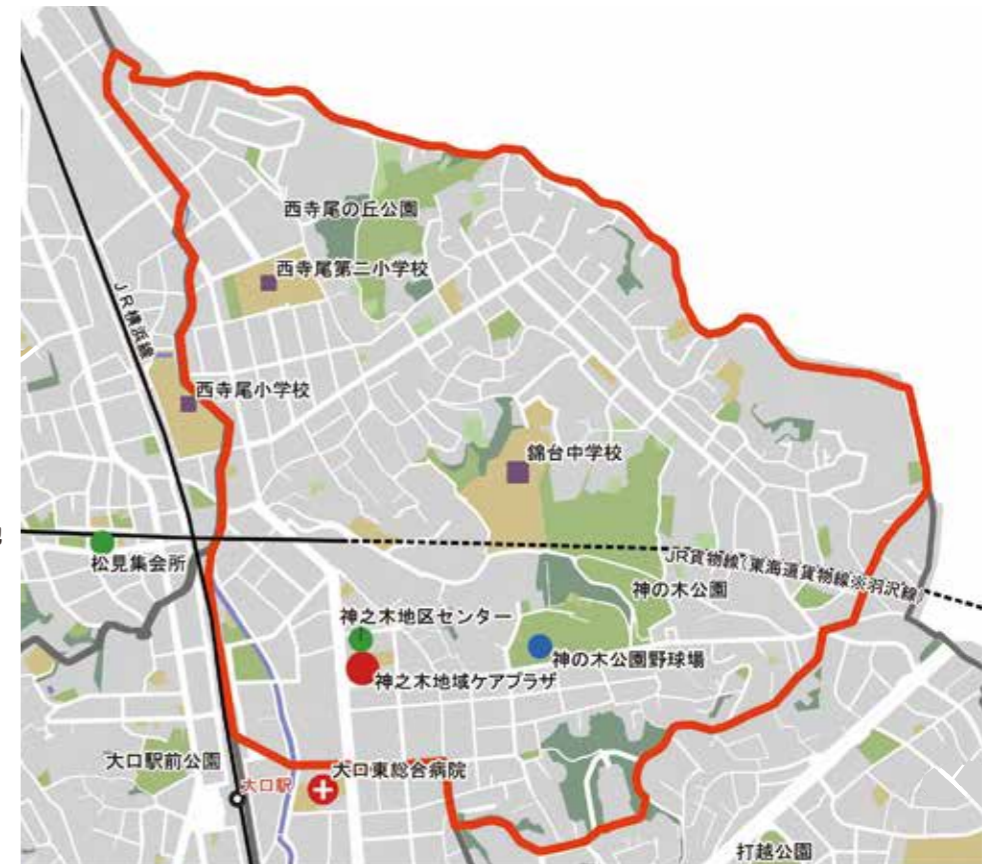 西寺尾の丘公園
西寺尾第二小学校
JR横浜線
西寺尾小学校
錦台中学校
松見集会所
JR貨物線(東海道貨物線※羽沢線)
神の木公園
神之木地区センター
神の木公園野球場
神之木地域ケアプラザ
大口駅前公園
大口駅
大口東総合病院
打越公園